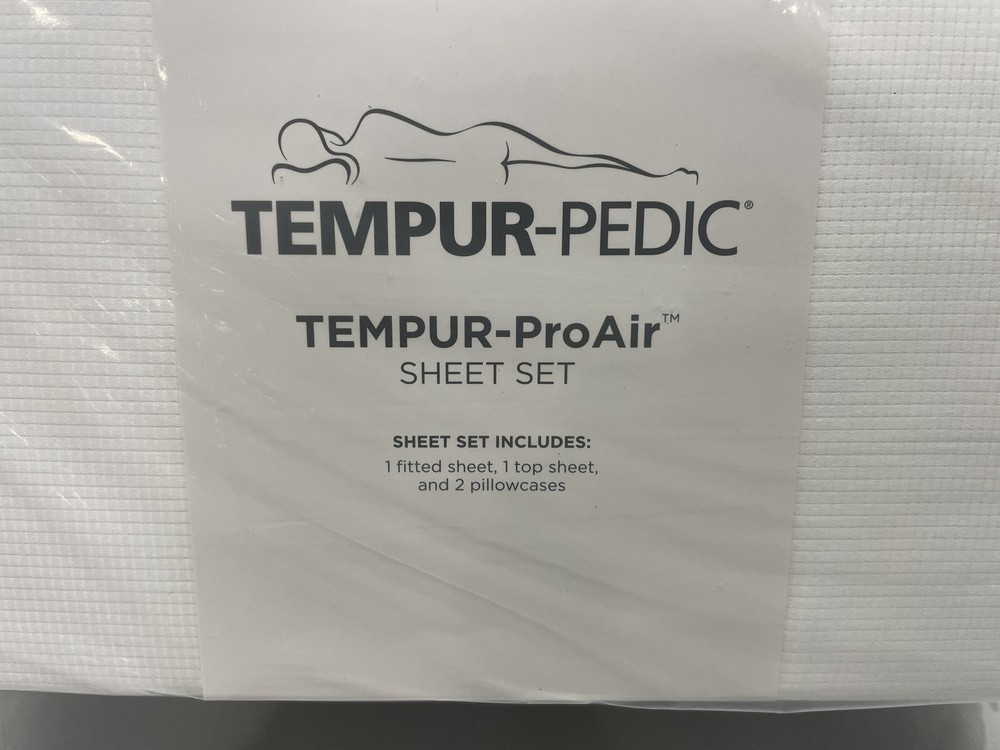 TEMPUR-PEDIC®
TEMPUR-ProAir™
SHEET SET
SHEET SET INCLUDES:
1 fitted sheet, 1 top sheet,
and 2 pillowcases